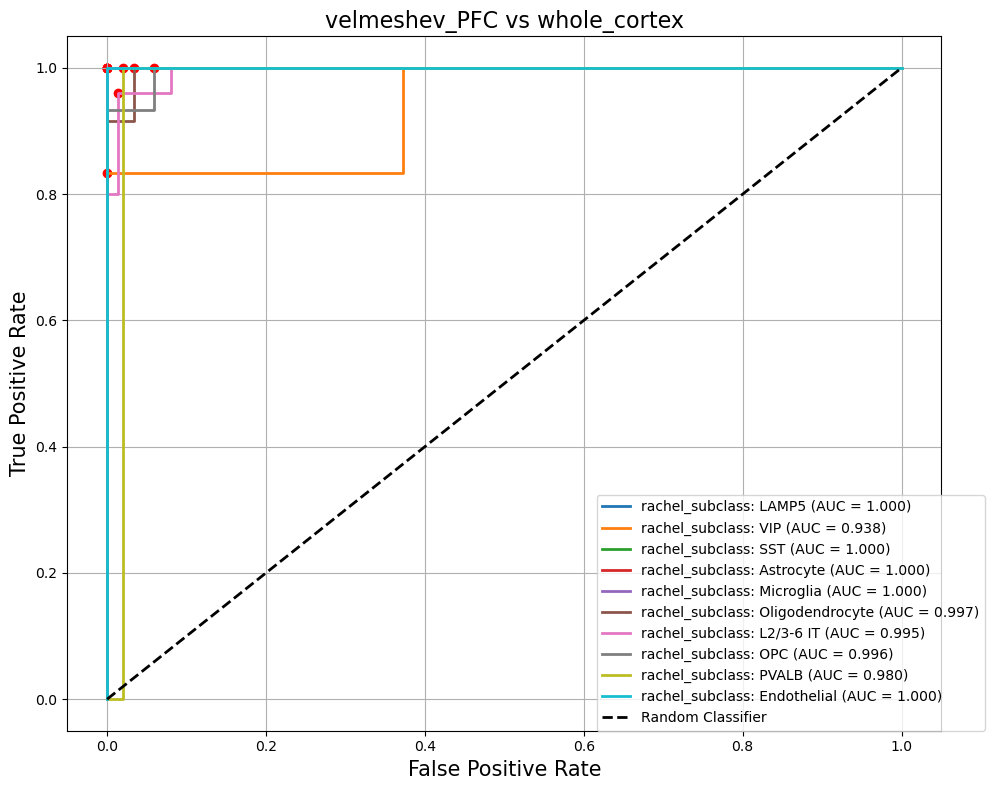 velmeshev_PFC vs whole_cortex
True Positive Rate
1.0
0.8
0.6
0.4
0.2
0.0
rachel_subclass: LAMP5 (AUC = 1.000)
rachel_subclass: VIP (AUC = 0.938)
rachel_subclass: SST (AUC = 1.000)
rachel_subclass: Astrocyte (AUC = 1.000)
rachel_subclass: Microglia (AUC = 1.000)
rachel_subclass: Oligodendrocyte (AUC = 0.997)
rachel_subclass: L2/3-6 IT (AUC = 0.995)
rachel_subclass: OPC (AUC = 0.996)
rachel_subclass: PVALB (AUC = 0.980)
rachel_subclass: Endothelial (AUC = 1.000)
Random Classifier
0.0 0.2 0.4 0.6 0.8 1.0
False Positive Rate